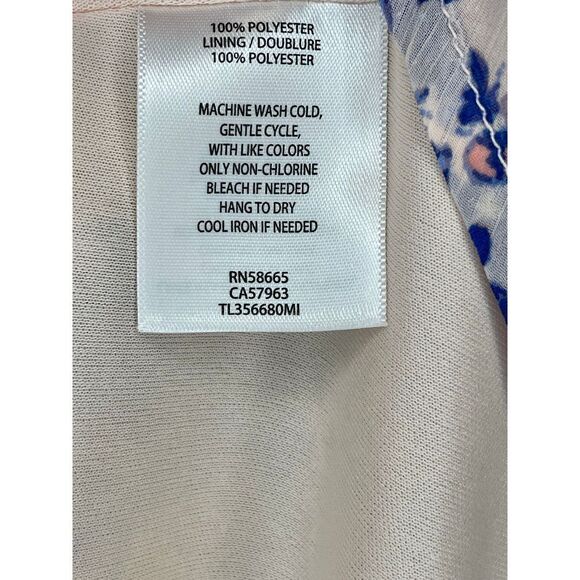 100% POLYESTER
LINING / DOUBLURE
100% POLYESTER
MACHINE WASH COLD,
GENTLE CYCLE,
WITH LIKE COLORS
ONLY NON-CHLORINE
BLEACH IF NEEDED
HANG TO DRY
COOL IRON IF NEEDED
RN58665
CA57963
TL356680MI